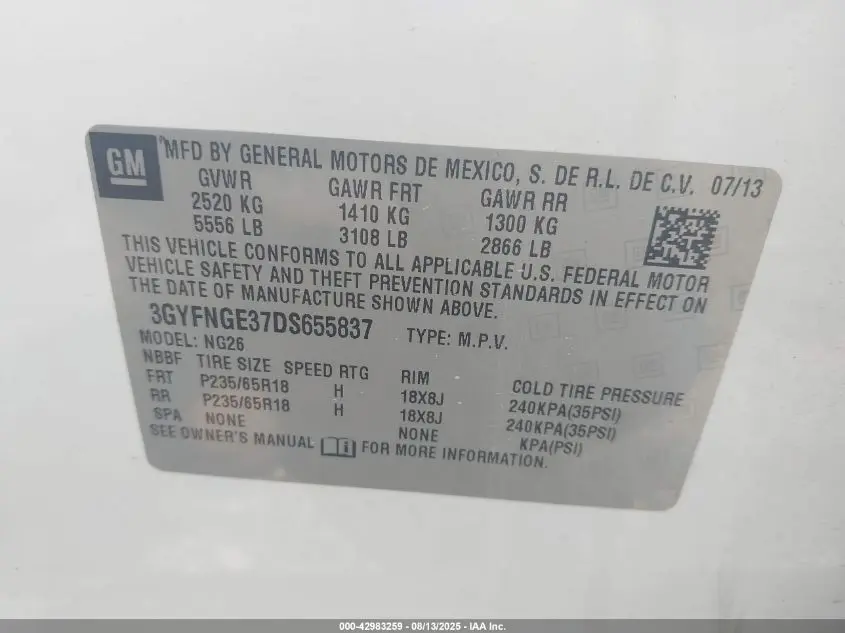 GM
MFD BY GENERAL MOTORS DE MEXICO, S. DE R.L. DE C.V. 07/13
GVWR GAWR FRT GAWR RR
2520 KG 1410 KG 1300 KG
5556 LB 3108 LB 2866 LB
THIS VEHICLE CONFORMS TO ALL APPLICABLE U.S. FEDERAL MOTOR
VEHICLE SAFETY AND THEFT PREVENTION STANDARDS IN EFFECT ON
THE DATE OF MANUFACTURE SHOWN ABOVE.
3GYFNGE37DS655837 TYPE: M.P.V.
MODEL: NG26
NBBF TIRE SIZE SPEED RTG RIM COLD TIRE PRESSURE
FRT P235/65R18 H 18X8J 240KPA(35PSI)
RR P235/65R18 H 18X8J 240KPA(35PSI)
SPA NONE NONE KPA(PSI)
SEE OWNER'S MANUAL FOR MORE INFORMATION.
000-42983259 - 08/13/2025 - IAA Inc.